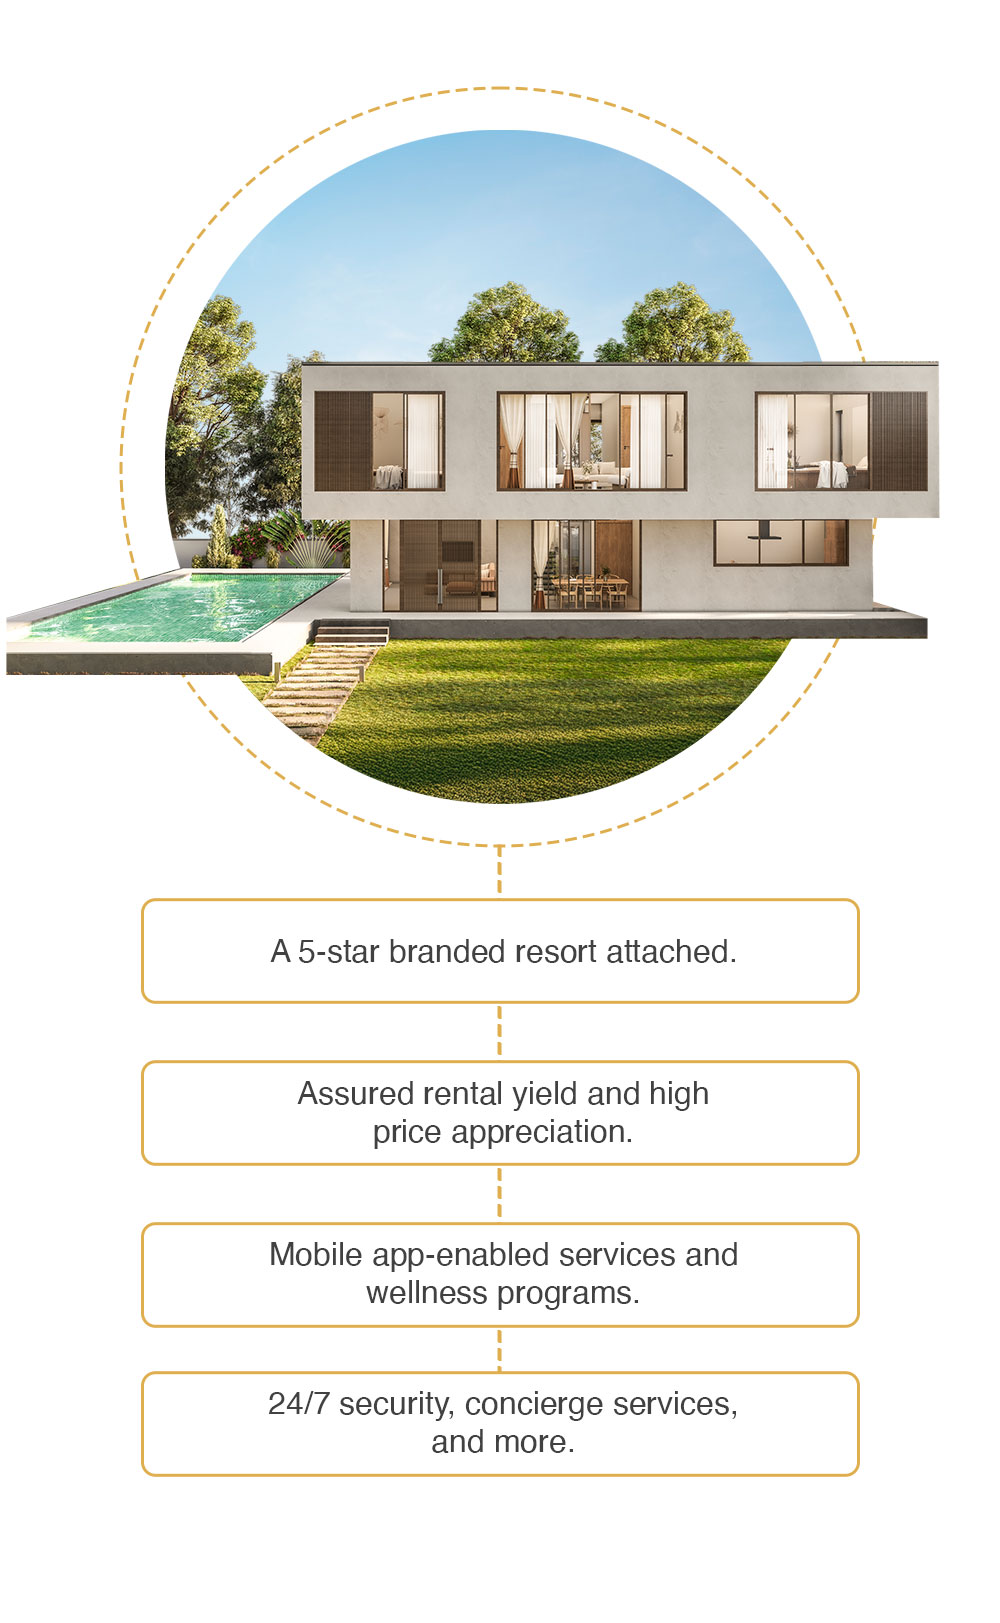 A 5-star branded resort attached.
Assured rental yield and high
price appreciation.
Mobile app-enabled services and
wellness programs.
24/7 security, concierge services,
and more.